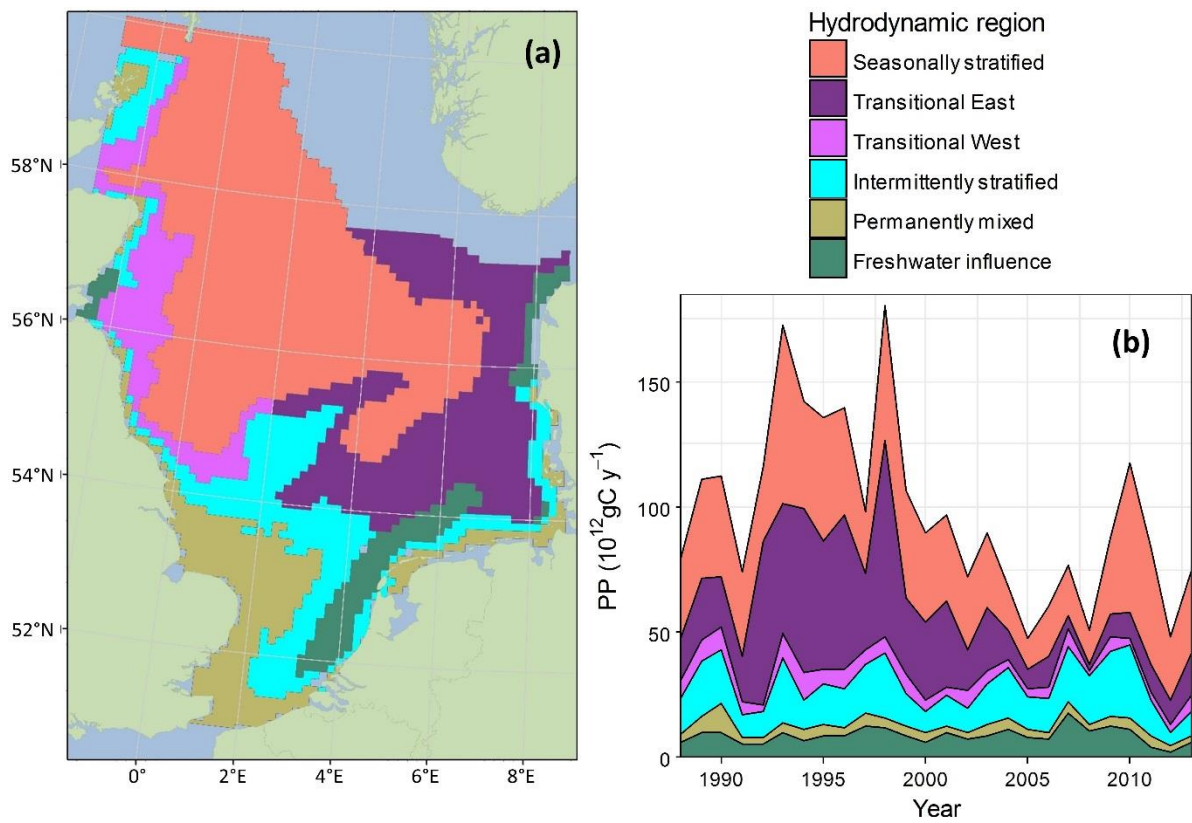 (a)
58°N
56°N
54°N
52°N
0°
2°E
4°E
6°E
8°E
Hydrodynamic region
Seasonally stratified
Transitional East
Transitional West
Intermittently stratified
Permanently mixed
Freshwater influence
(b)
PP (10¹²gC y⁻¹)
150
100
50
0
1990
1995
2000
2005
2010
Year